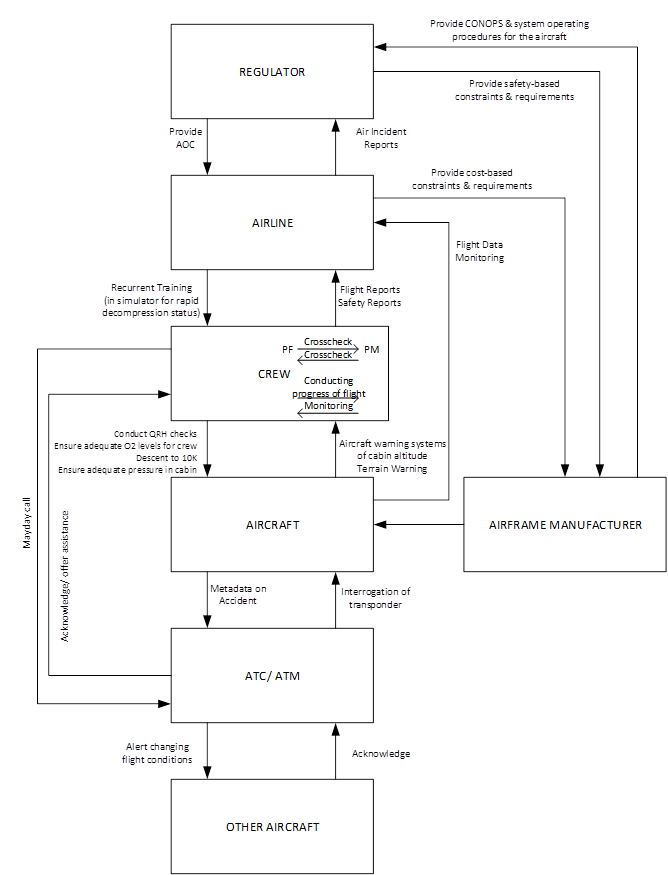 Provide CONOPS & system operating
procedures for the aircraft
REGULATOR
Provide safety-based
constraints & requirements
Provide
AOC
Air Incident
Reports
Provide cost-based
constraints & requirements
AIRLINE
Flight Data
Monitoring
Recurrent Training
(in simulator for rapid
decompression status)
Flight Reports
Safety Reports
Crosscheck
PF
PM
Crosscheck
CREW
Conducting
progress of flight
Monitoring
Conduct QRH checks
Ensure adequate O2 levels for crew
Descent to 10K
Ensure adequate pressure in cabin
Aircraft warning systems
of cabin altitude
Terrain Warning
Mayday call
Acknowledge/ offer assistance
AIRCRAFT
AIRFRAME MANUFACTURER
Metadata on
Accident
Interrogation of
transponder
ATC/ ATM
Alert changing
flight conditions
Acknowledge
OTHER AIRCRAFT